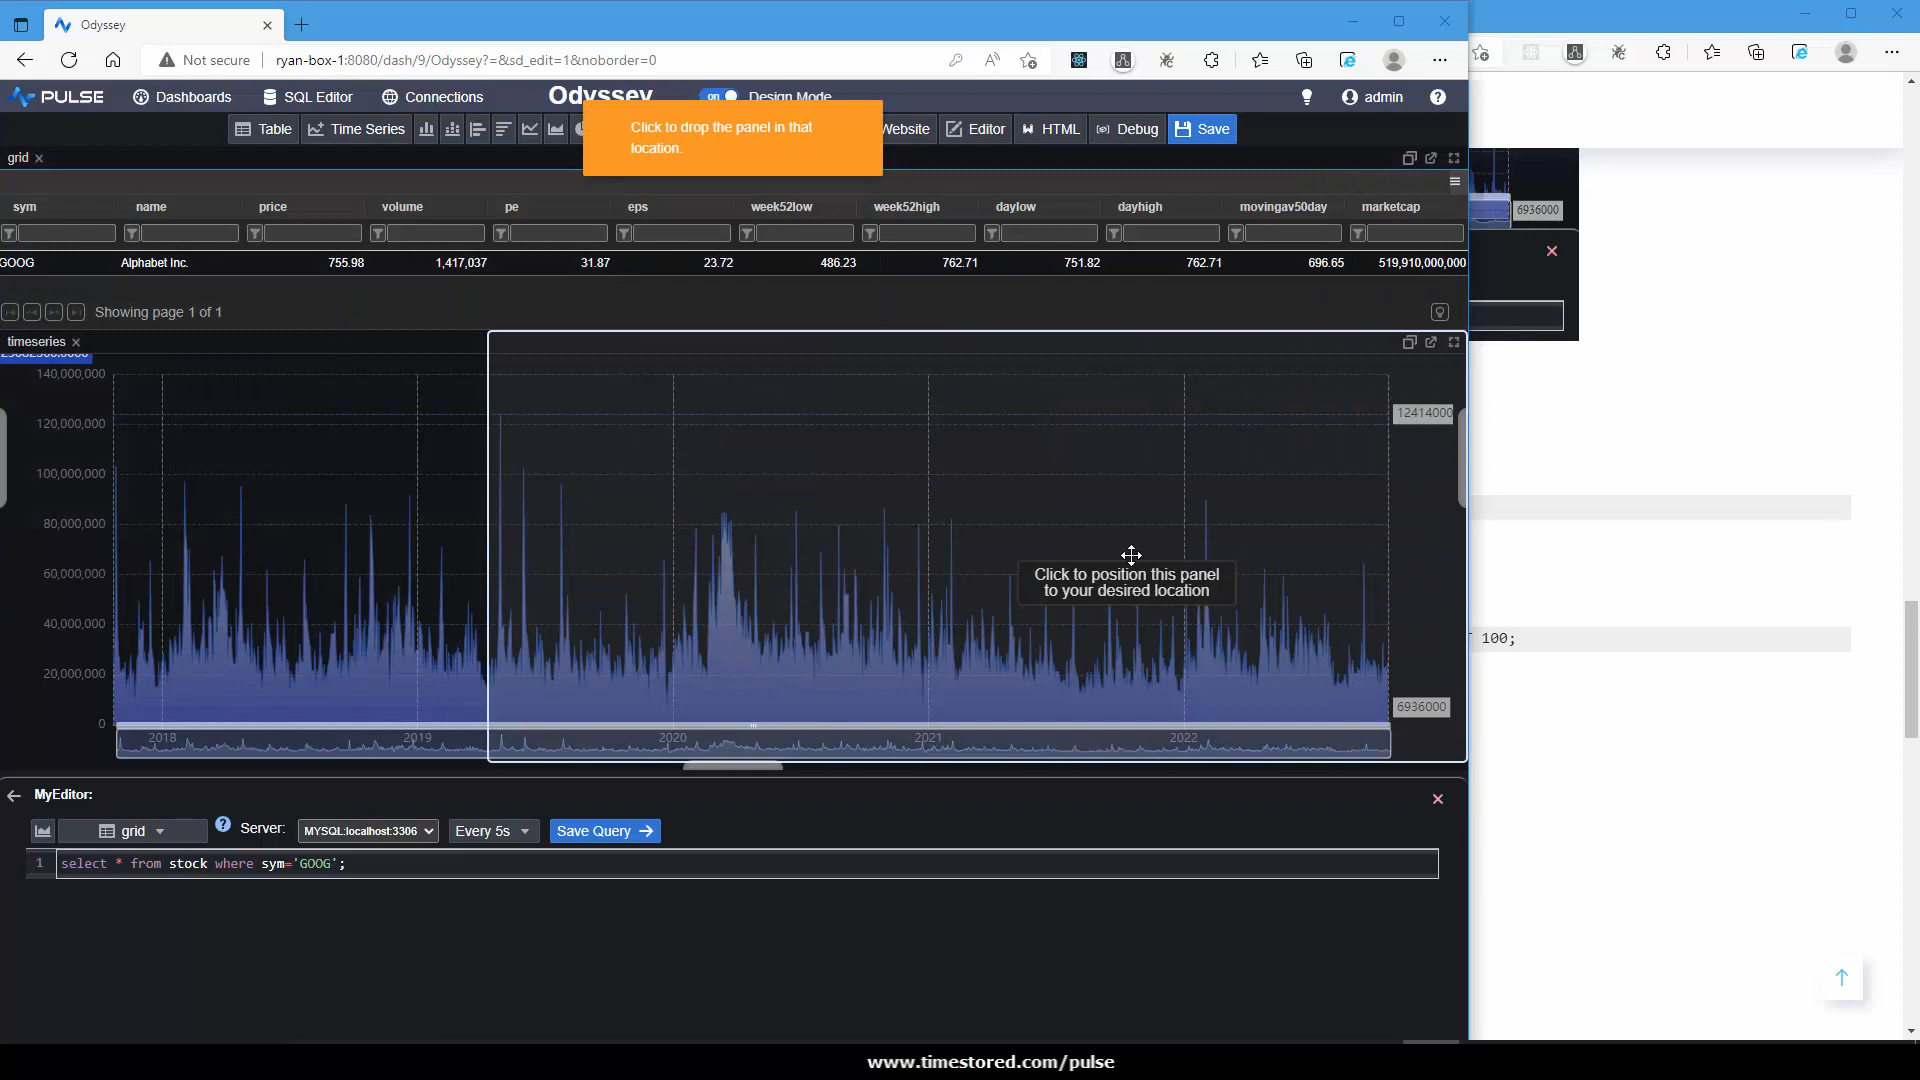 Odyssey
Not secure ryan-box-1:8080/dash/9/Odyssey?=&sd_edit=1&noborder=0
PULSE Dashboards SQL Editor Connections Odyssey on Design Mode admin
Table Time Series Website Editor HTML Debug Save
Click to drop the panel in that
location.
grid
sym name price volume pe eps week52low week52high daylow dayhigh movingav50day marketcap
GOOG Alphabet Inc. 755.98 1,417,037 31.87 23.72 486.23 762.71 751.82 762.71 696.65 519,910,000,000
6936000
Showing page 1 of 1
timeseries
140,000,000
12414000
120,000,000
100,000,000
80,000,000
60,000,000
Click to position this panel
to your desired location
40,000,000
20,000,000
6936000
0
2018 2019 2020 2021 2022
100;
MyEditor:
grid Server: MYSQL:localhost:3306 Every 5s Save Query
1 select * from stock where sym='GOOG';
www.timestored.com/pulse